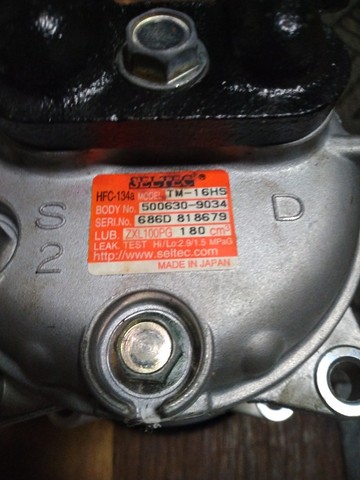 SELTEC®
HFC-134a MODEL TM-16HS
BODY No. 500630-9034
SERI.No. 686D 818679
LUB. ZXL100PG 180 cm³
LEAK. TEST Hi/Lo:2.9/1.5 MPaG
http://www.seltec.com
MADE IN JAPAN
S
2
D